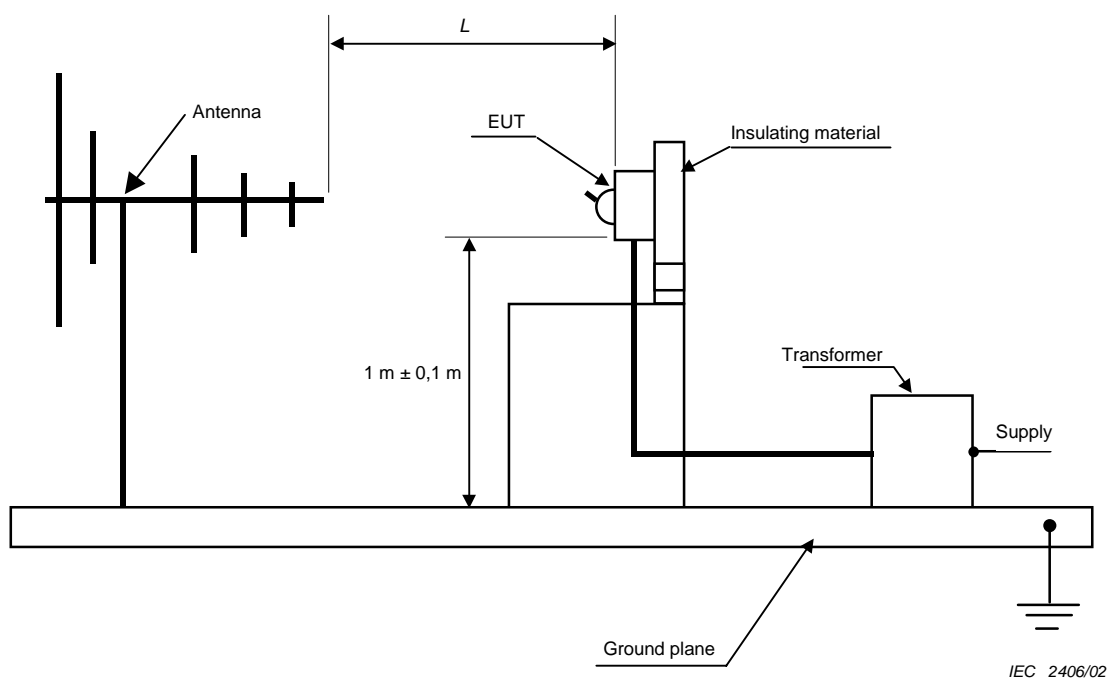 L
Antenna
EUT
Insulating material
1 m ± 0,1 m
Transformer
Supply
Ground plane
IEC 2406/02